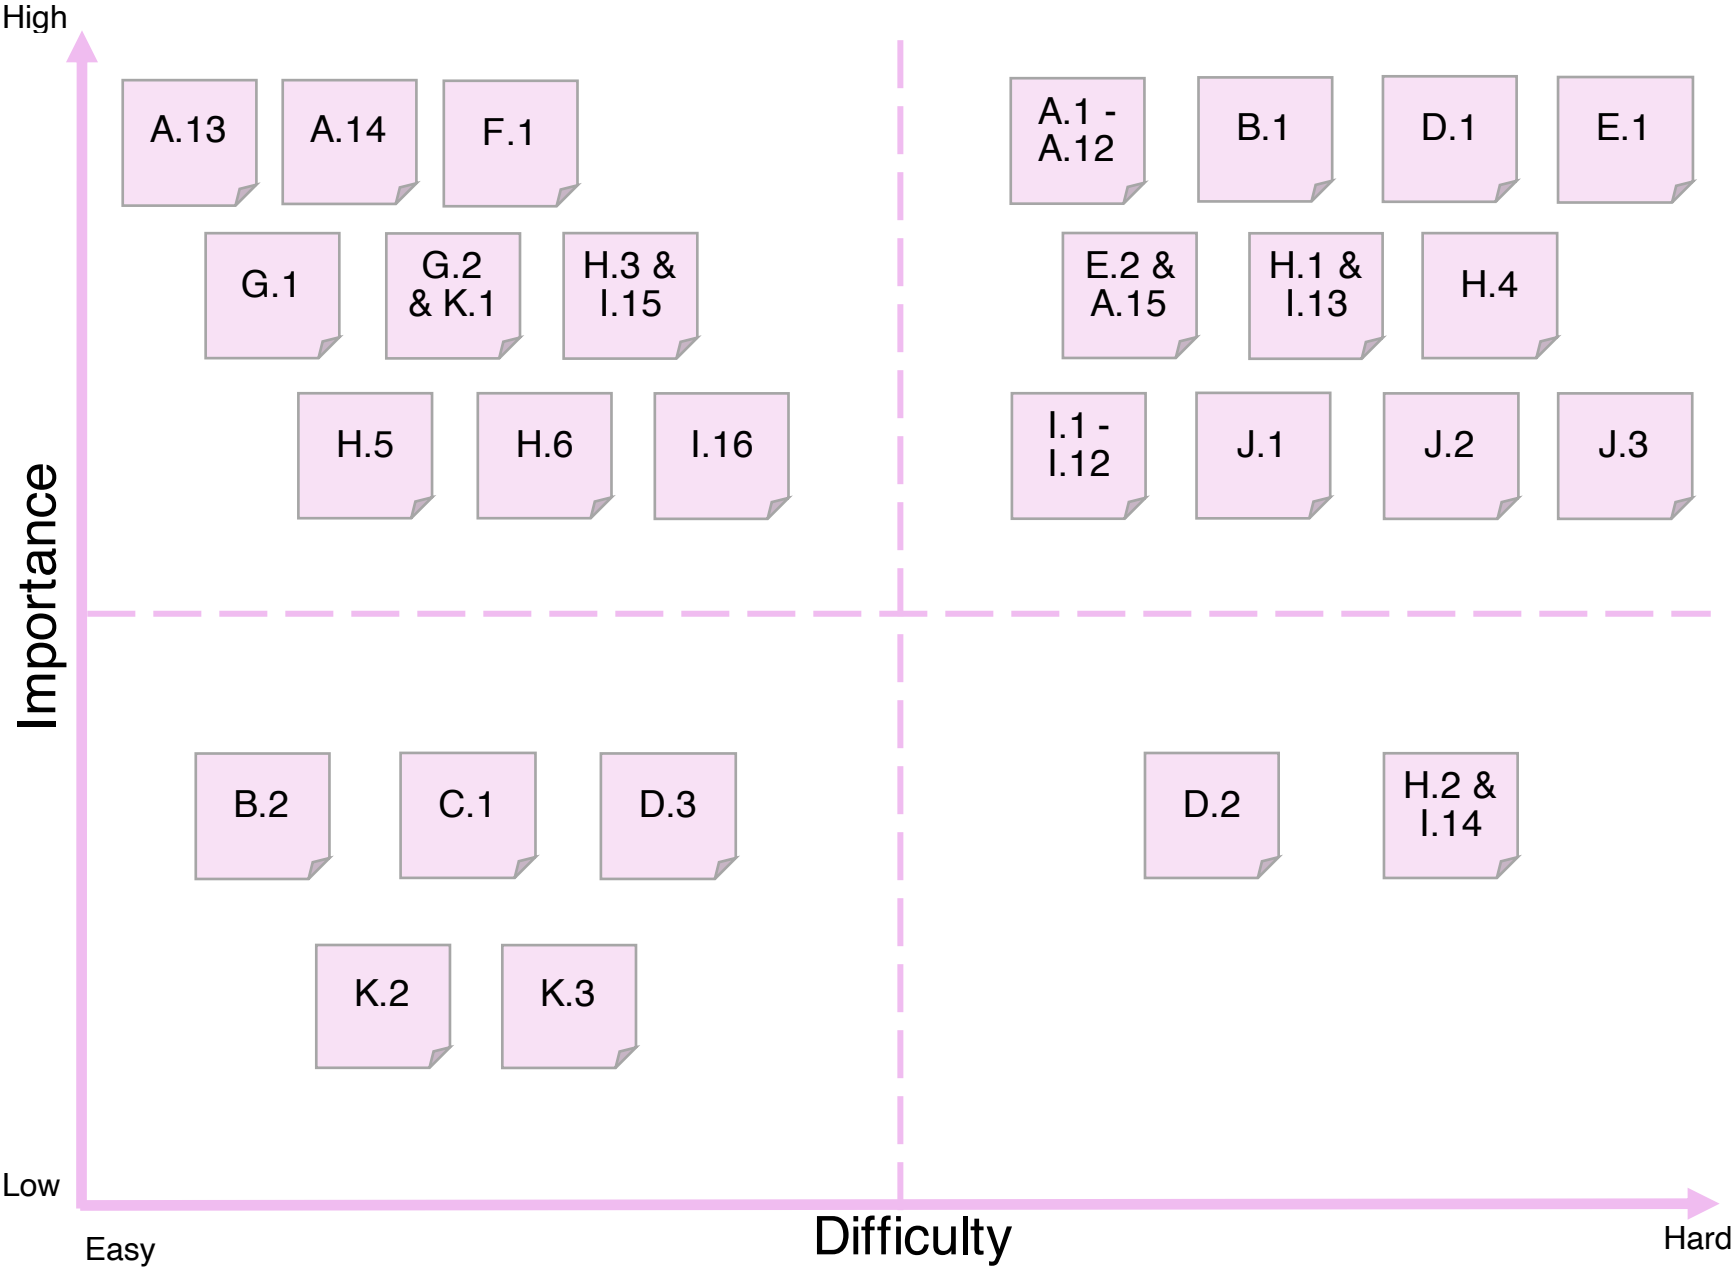 High
A.13
A.14
F.1
A.1 -
A.12
B.1
D.1
E.1
G.1
G.2
& K.1
H.3 &
I.15
E.2 &
A.15
H.1 &
I.13
H.4
H.5
H.6
I.16
I.1 -
I.12
J.1
J.2
J.3
Importance
B.2
C.1
D.3
D.2
H.2 &
I.14
K.2
K.3
Low
Easy
Difficulty
Hard